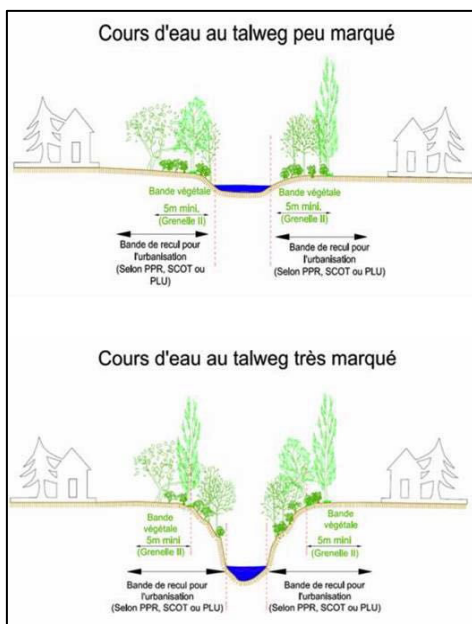 Cours d'eau au talweg peu marqué
Bande végétale
5m mini.
(Grenelle II)
Bande de recul pour
l'urbanisation
(Selon PPR, SCOT ou
PLU)
Bande végétale
5m mini.
(Grenelle II)
Bande de recul pour
l'urbanisation
(Selon PPR, SCOT ou PLU)
Cours d'eau au talweg très marqué
Bande
végétale
5m mini
(Grenelle II)
Bande de recul pour
l'urbanisation
(Selon PPR, SCOT ou PLU)
Bande
végétale
5m mini
(Grenelle II)
Bande de recul pour
l'urbanisation
(Selon PPR, SCOT ou PLU)